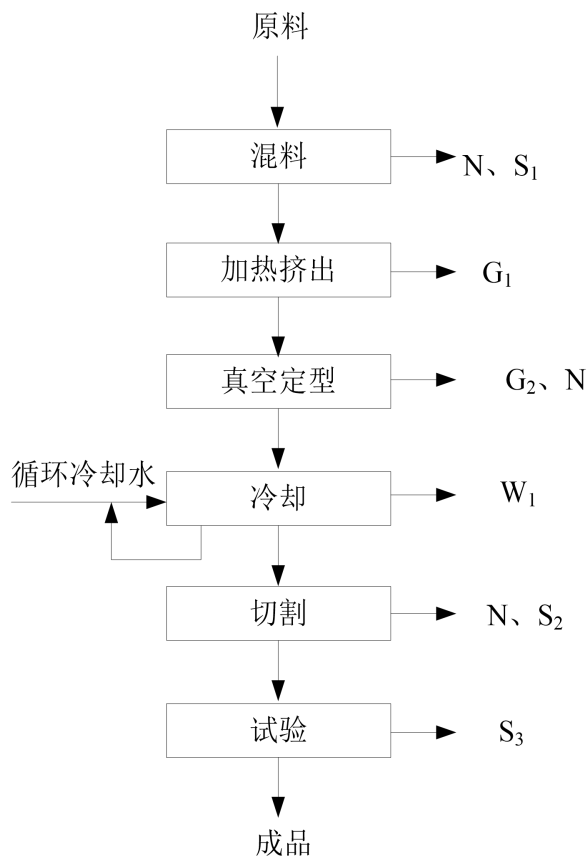 原料
混料
N、S₁
加热挤出
G₁
真空定型
G₂、N
循环冷却水
冷却
W₁
切割
N、S₂
试验
S₃
成品